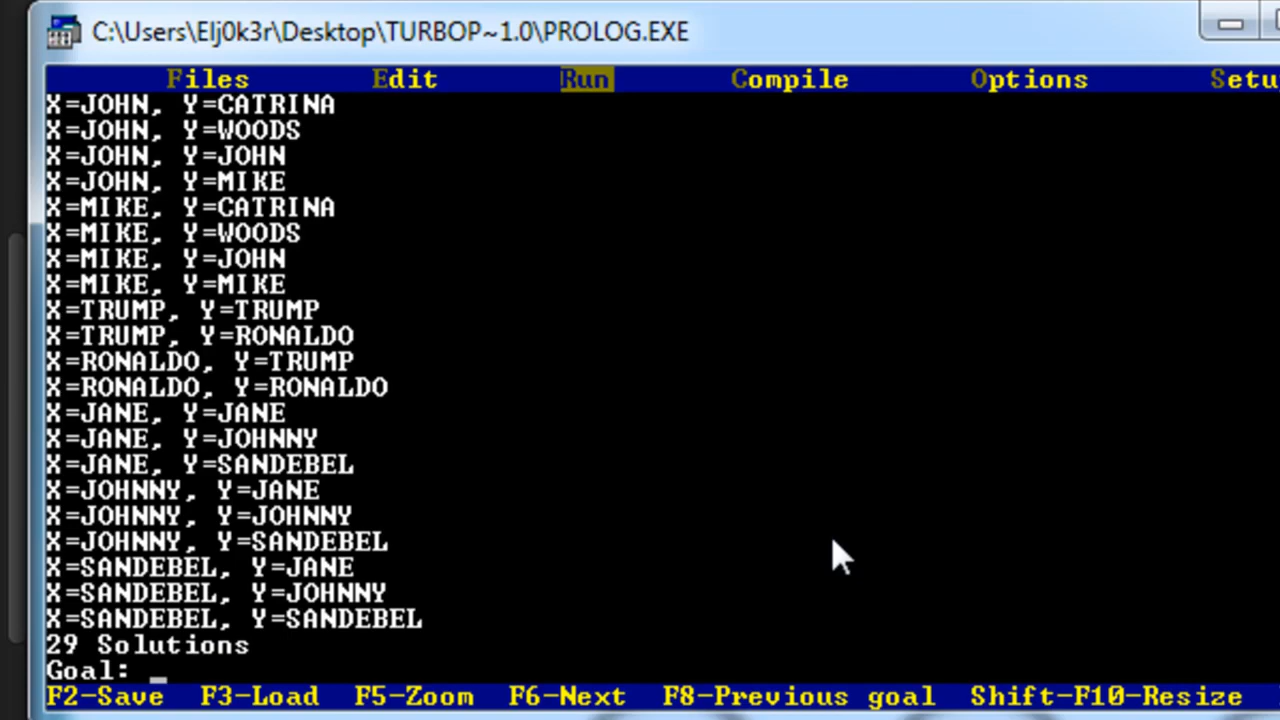 C:\Users\Elj0k3r\Desktop\TURBOP~1.0\PROLOG.EXE
Files Edit Run Compile Options Setu
X=JOHN, Y=CATRINA
X=JOHN, Y=WOODS
X=JOHN, Y=JOHN
X=JOHN, Y=MIKE
X=MIKE, Y=CATRINA
X=MIKE, Y=WOODS
X=MIKE, Y=JOHN
X=MIKE, Y=MIKE
X=TRUMP, Y=TRUMP
X=TRUMP, Y=RONALDO
X=RONALDO, Y=TRUMP
X=RONALDO, Y=RONALDO
X=JANE, Y=JANE
X=JANE, Y=JOHNNY
X=JANE, Y=SANDEBEL
X=JOHNNY, Y=JANE
X=JOHNNY, Y=JOHNNY
X=JOHNNY, Y=SANDEBEL
X=SANDEBEL, Y=JANE
X=SANDEBEL, Y=JOHNNY
X=SANDEBEL, Y=SANDEBEL
29 Solutions
Goal: _
F2-Save F3-Load F5-Zoom F6-Next F8-Previous goal Shift-F10-Resize